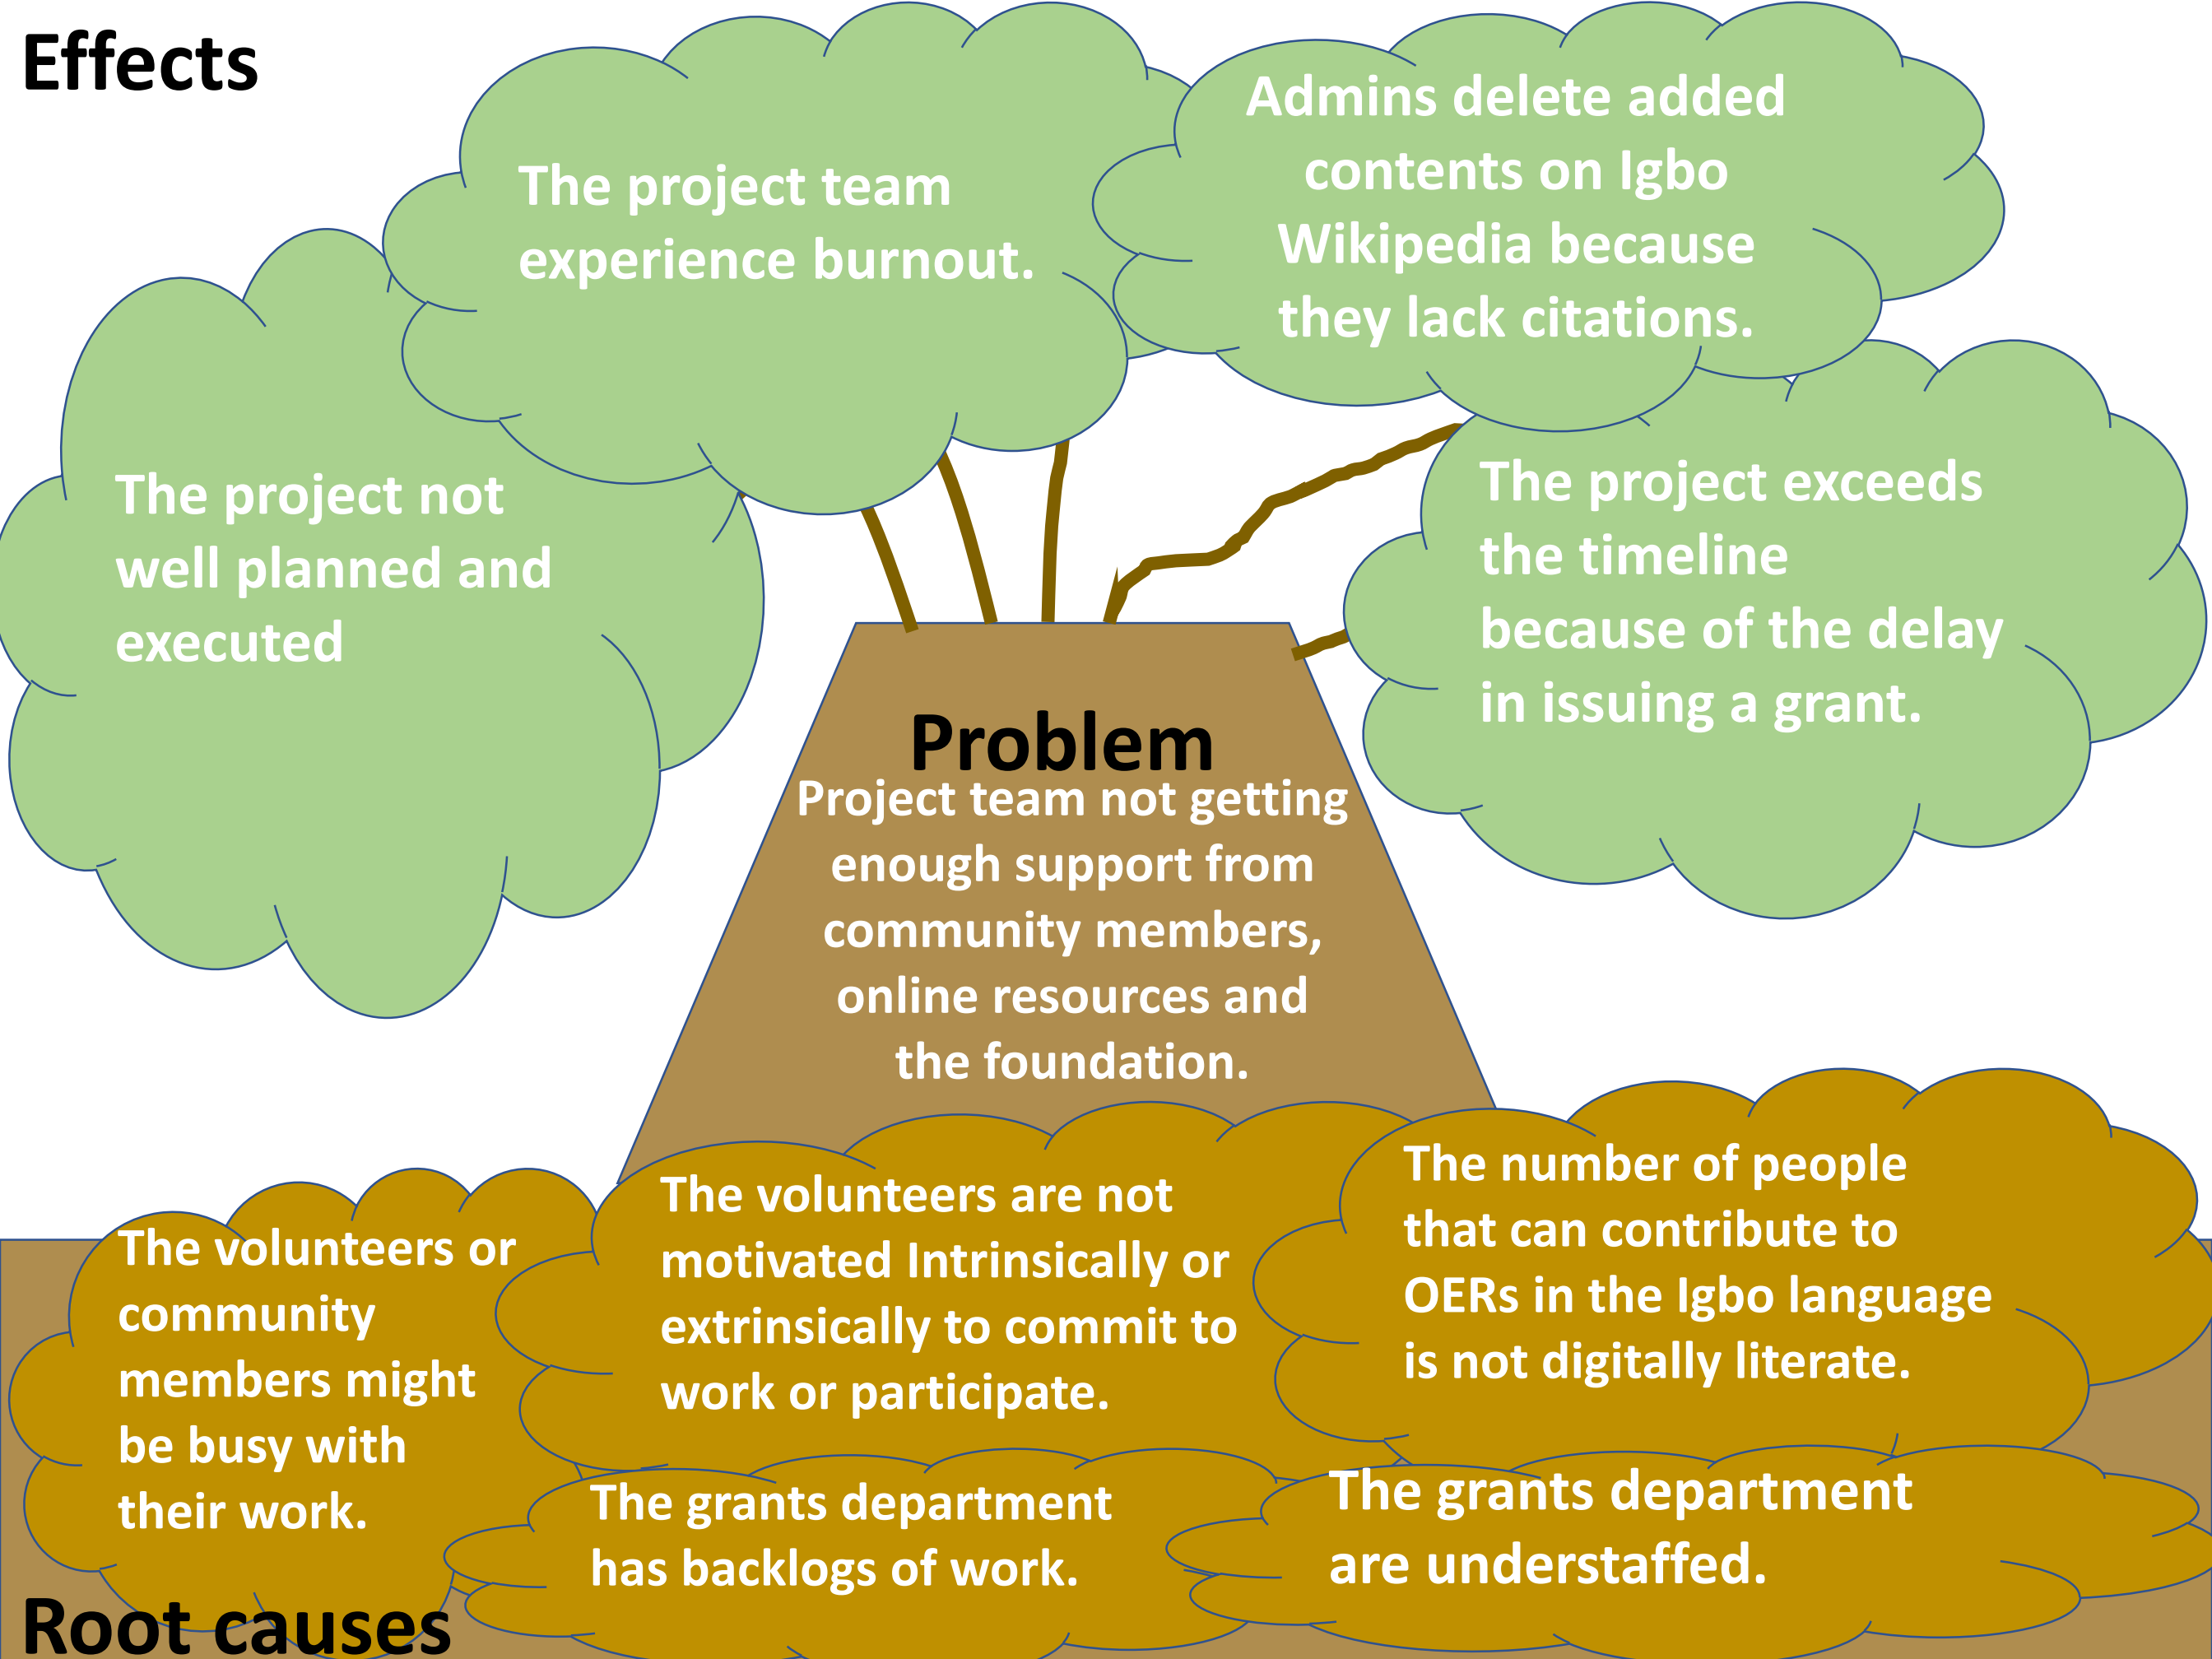 Effects
The project team
experience burnout.
Admins delete added
contents on Igbo
Wikipedia because
they lack citations.
The project not
well planned and
executed
The project exceeds
the timeline
because of the delay
in issuing a grant.
Problem
Project team not getting
enough support from
community members,
online resources and
the foundation.
The volunteers or
community
members might
be busy with
their work.
The volunteers are not
motivated Intrinsically or
extrinsically to commit to
work or participate.
The number of people
that can contribute to
OERs in the Igbo language
is not digitally literate.
The grants department
has backlogs of work.
The grants department
are understaffed.
Root causes